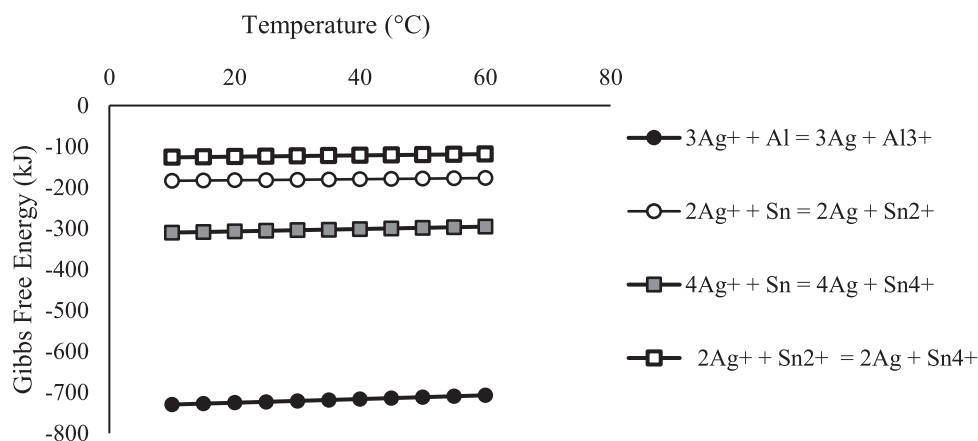 Temperature (°C)
0 20 40 60 80
0
-100
-200
-300
-400
-500
-600
-700
-800
Gibbs Free Energy (kJ)
3Ag+ + Al = 3Ag + Al3+
2Ag+ + Sn = 2Ag + Sn2+
4Ag+ + Sn = 4Ag + Sn4+
2Ag+ + Sn2+ = 2Ag + Sn4+